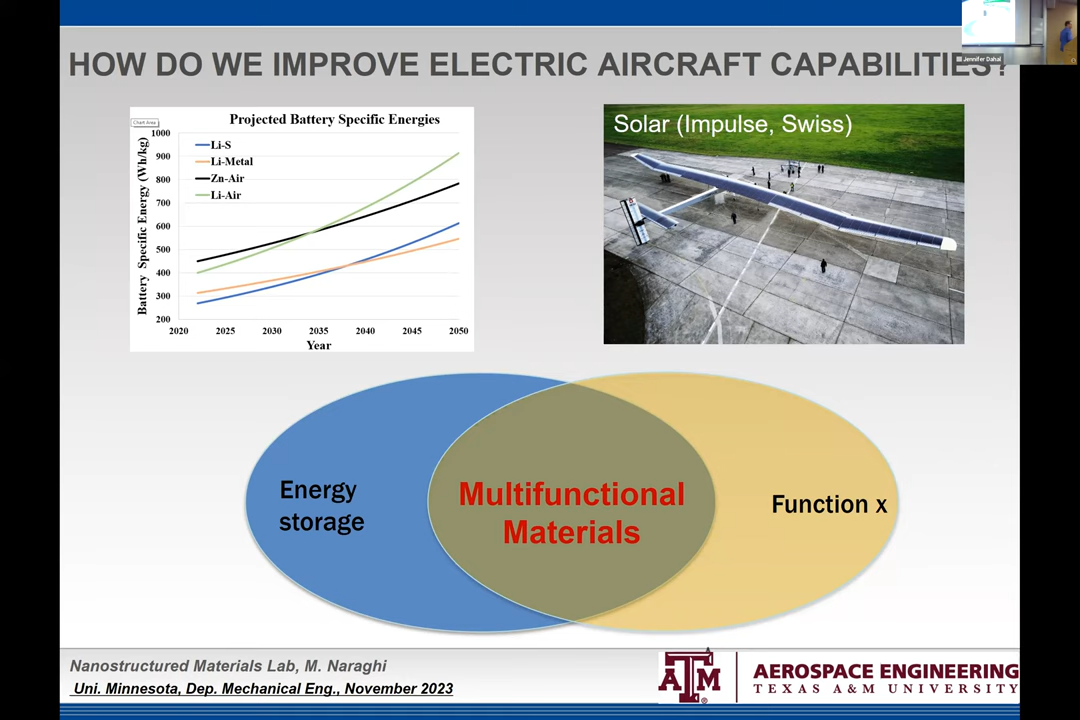 HOW DO WE IMPROVE ELECTRIC AIRCRAFT CAPABILITIES?
Jennifer Dahal
Chart Area
Projected Battery Specific Energies
Battery Specific Energy (Wh/kg)
1000
900
800
700
600
500
400
300
200
Li-S
Li-Metal
Zn-Air
Li-Air
2020 2025 2030 2035 2040 2045 2050
Year
Solar (Impulse, Swiss)
Energy
storage
Multifunctional
Materials
Function x
Nanostructured Materials Lab, M. Naraghi
Uni. Minnesota, Dep. Mechanical Eng., November 2023
ATM
®
AEROSPACE ENGINEERING
TEXAS A&M UNIVERSITY